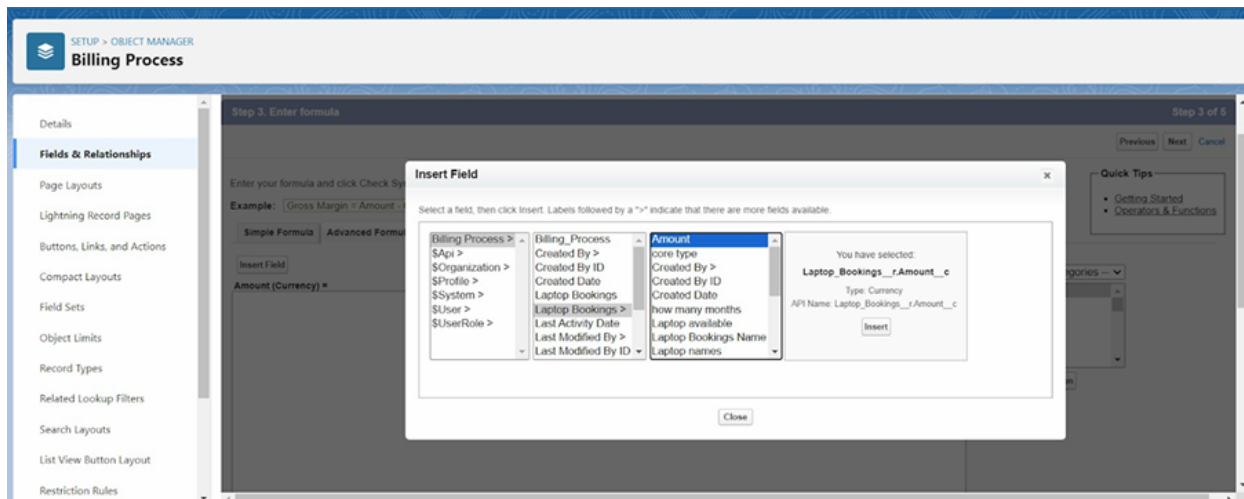 SETUP > OBJECT MANAGER
Billing Process
Details
Fields & Relationships
Page Layouts
Lightning Record Pages
Buttons, Links, and Actions
Compact Layouts
Field Sets
Object Limits
Record Types
Related Lookup Filters
Search Layouts
List View Button Layout
Restriction Rules
Step 3. Enter formula
Step 3 of 5
Previous Next Cancel
Enter your formula and click Check Sy
Example: Gross Margin = Amount -
Simple Formula Advanced Formu
Insert Field
Amount (Currency) =
Quick Tips
Getting Started
Operators & Functions
egories --
Insert Field
x
Select a field, then click Insert. Labels followed by a ">" indicate that there are more fields available.
Billing Process >
$Api >
$Organization >
$Profile >
$System >
$User >
$UserRole >
Billing_Process
Created By >
Created By ID
Created Date
Laptop Bookings
Laptop Bookings >
Last Activity Date
Last Modified By >
Last Modified By ID
Amount
core type
Created By >
Created By ID
Created Date
how many months
Laptop available
Laptop Bookings Name
Laptop names
You have selected:
Laptop_Bookings__r.Amount__c
Type: Currency
API Name: Laptop_Bookings__r.Amount__c
Insert
Close